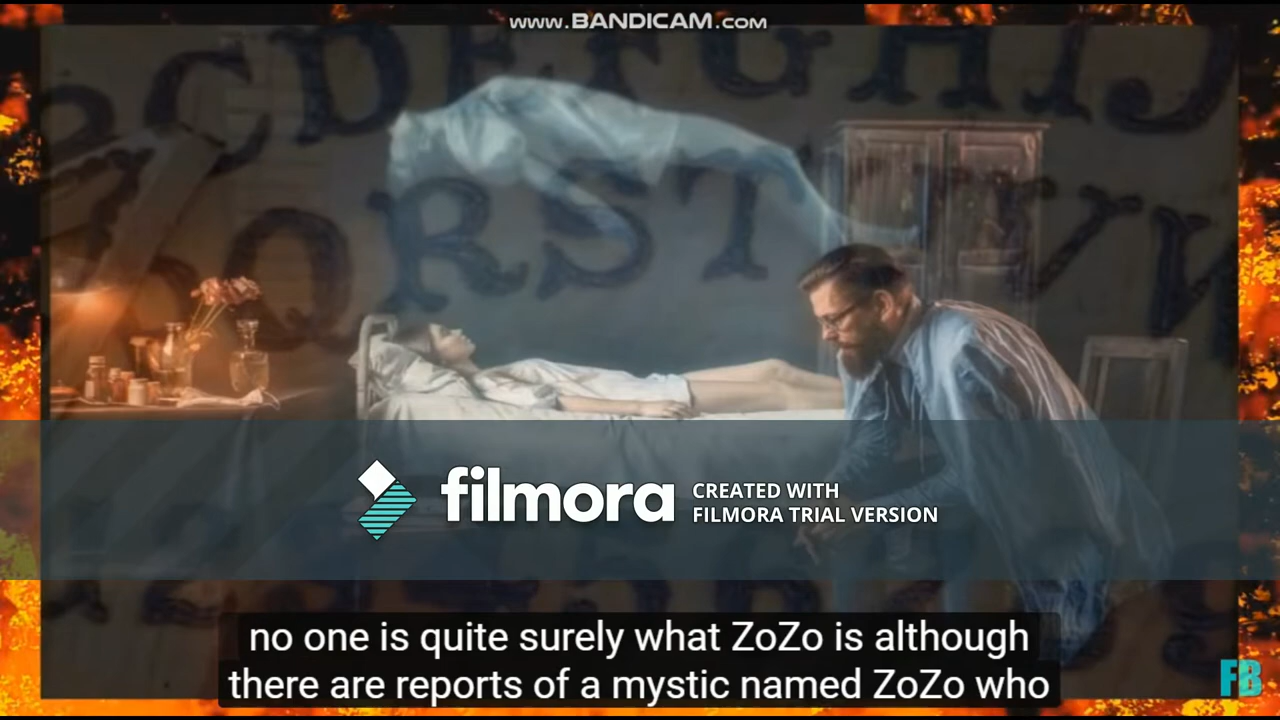 www.BANDICAM.com
C D E F G H I J
Q R S T V W
filmora
CREATED WITH
FILMORA TRIAL VERSION
no one is quite surely what ZoZo is although
there are reports of a mystic named ZoZo who
FB